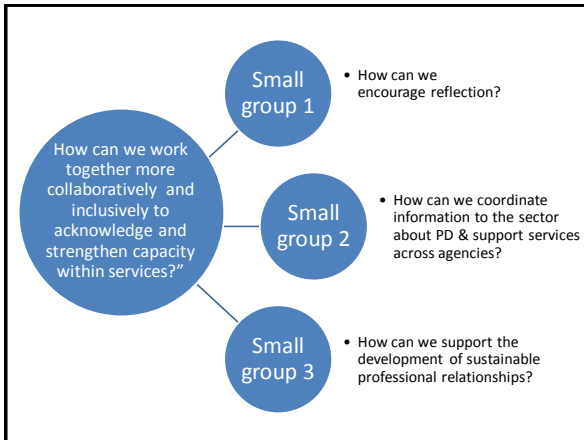 How can we work
together more
collaboratively and
inclusively to
acknowledge and
strengthen capacity
within services?”
Small
group 1
• How can we
encourage reflection?
Small
group 2
• How can we coordinate
information to the sector
about PD & support services
across agencies?
Small
group 3
• How can we support the
development of sustainable
professional relationships?